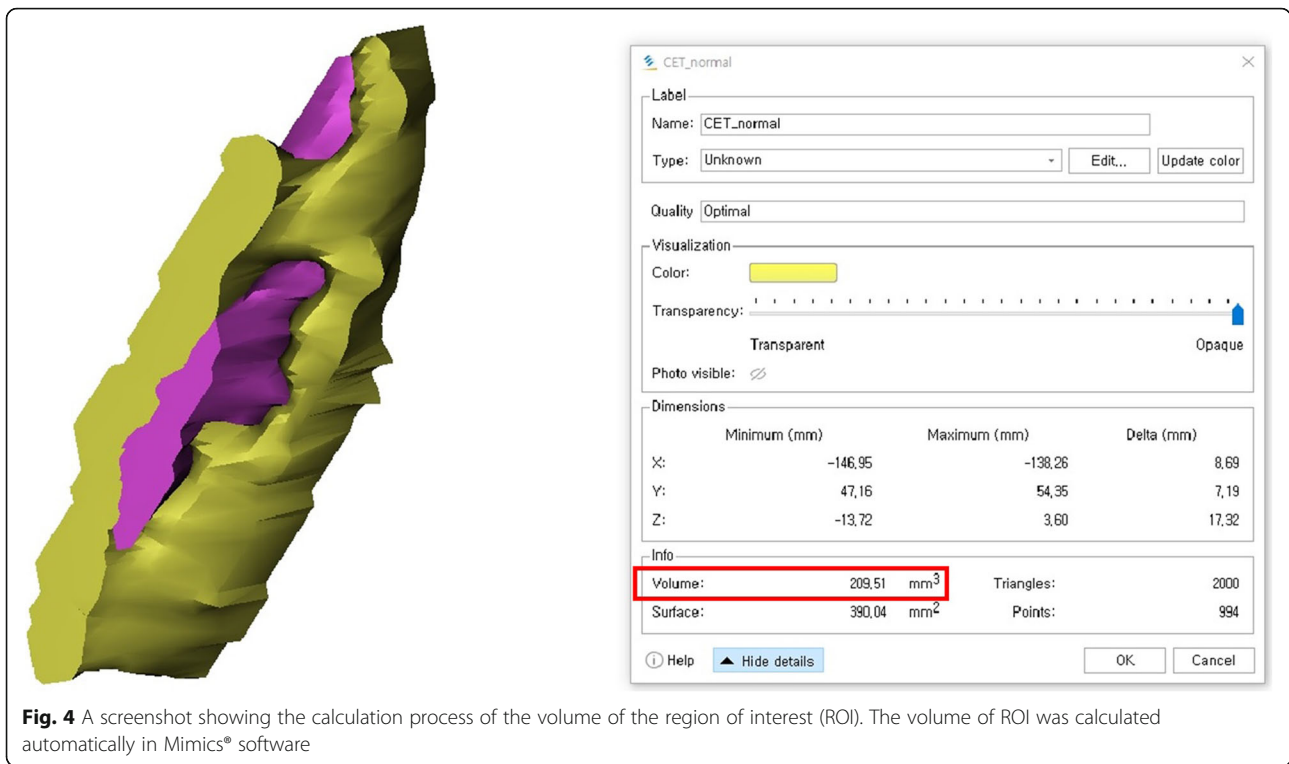 CET_normal
Label
Name: CET_normal
Type: Unknown Edit... Update color
Quality Optimal
Visualization
Color:
Transparency:
Transparent Opaque
Photo visible:
Dimensions
Minimum (mm) Maximum (mm) Delta (mm)
X: -146,95 -138,26 8,69
Y: 47,16 54,35 7,19
Z: -13,72 3,60 17,32
Info
Volume: 209,51 mm3 Triangles: 2000
Surface: 390,04 mm2 Points: 994
i Help Hide details OK Cancel
Fig. 4 A screenshot showing the calculation process of the volume of the region of interest (ROI). The volume of ROI was calculated
automatically in Mimics® software